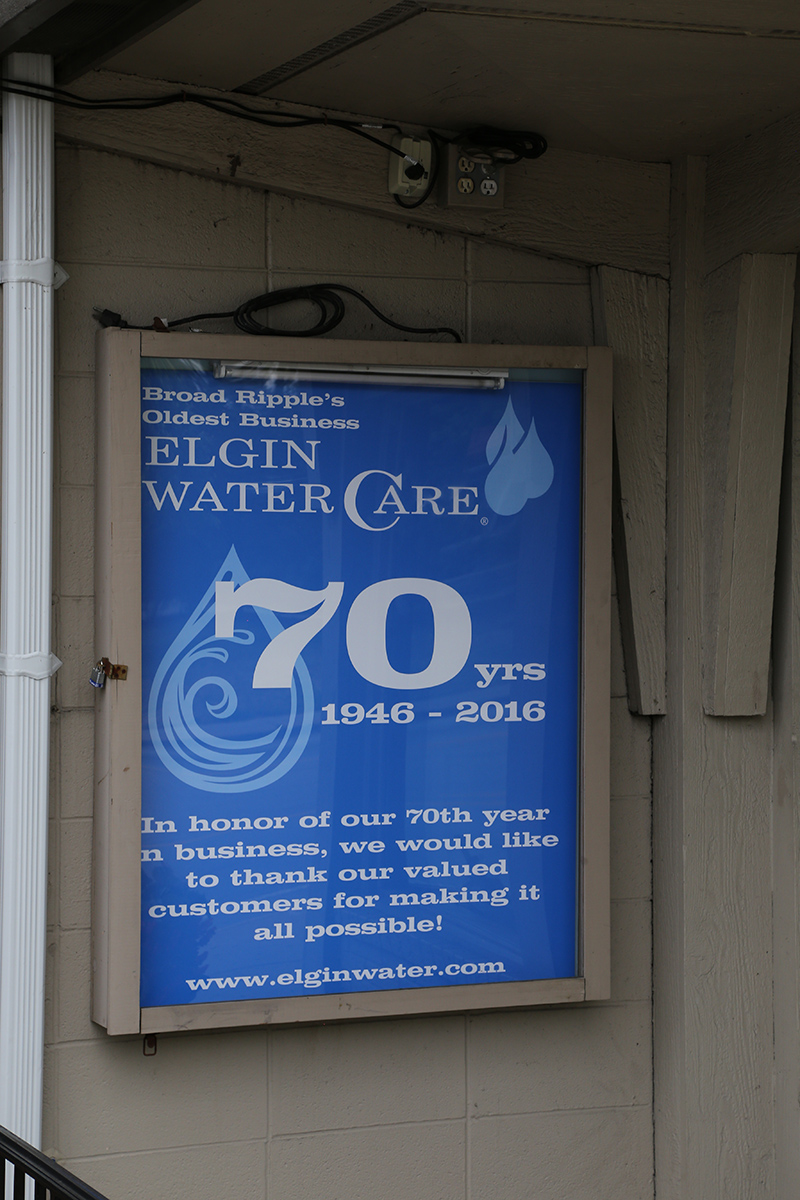 Broad Ripple's
Oldest Business
ELGIN
WATER CARE®
70 yrs
1946 - 2016
In honor of our 70th year
n business, we would like
to thank our valued
customers for making it
all possible!
www.elginwater.com